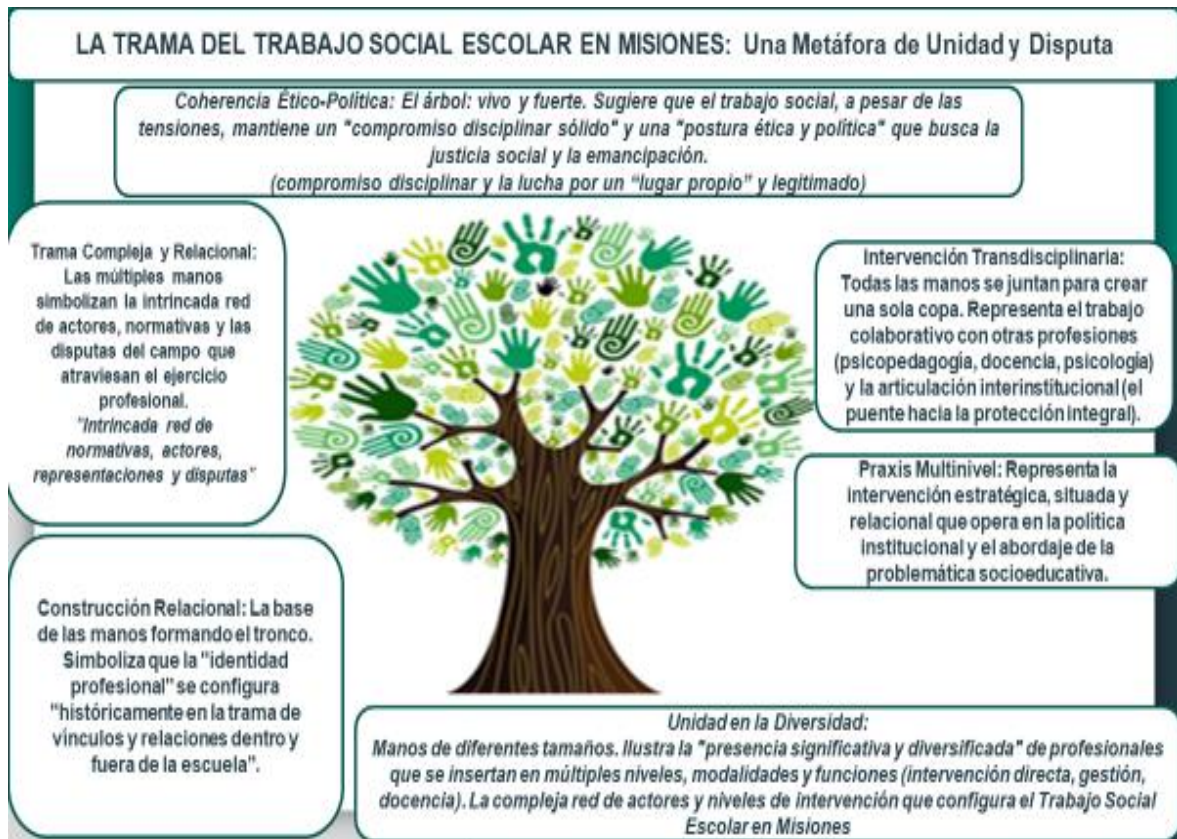 LA TRAMA DEL TRABAJO SOCIAL ESCOLAR EN MISIONES: Una Metáfora de Unidad y Disputa
Coherencia Ético-Política: El árbol: vivo y fuerte. Sugiere que el trabajo social, a pesar de las
tensiones, mantiene un "compromiso disciplinar sólido" y una "postura ética y política" que busca la
justicia social y la emancipación.
(compromiso disciplinar y la lucha por un “lugar propio” y legitimado)
Trama Compleja y Relacional:
Las múltiples manos
simbolizan la intrincada red
de actores, normativas y las
disputas del campo que
atraviesan el ejercicio
profesional.
"Intrincada red de
normativas, actores,
representaciones y disputas"
Intervención Transdisciplinaria:
Todas las manos se juntan para crear
una sola copa. Representa el trabajo
colaborativo con otras profesiones
(psicopedagogía, docencia, psicología)
y la articulación interinstitucional (el
puente hacia la protección integral).
Praxis Multinivel: Representa la
intervención estratégica, situada y
relacional que opera en la política
institucional y el abordaje de la
problemática socioeducativa.
Construcción Relacional: La base
de las manos formando el tronco.
Simboliza que la "identidad
profesional" se configura
"históricamente en la trama de
vínculos y relaciones dentro y
fuera de la escuela".
Unidad en la Diversidad:
Manos de diferentes tamaños. Ilustra la "presencia significativa y diversificada" de profesionales
que se insertan en múltiples niveles, modalidades y funciones (intervención directa, gestión,
docencia). La compleja red de actores y niveles de intervención que configura el Trabajo Social
Escolar en Misiones